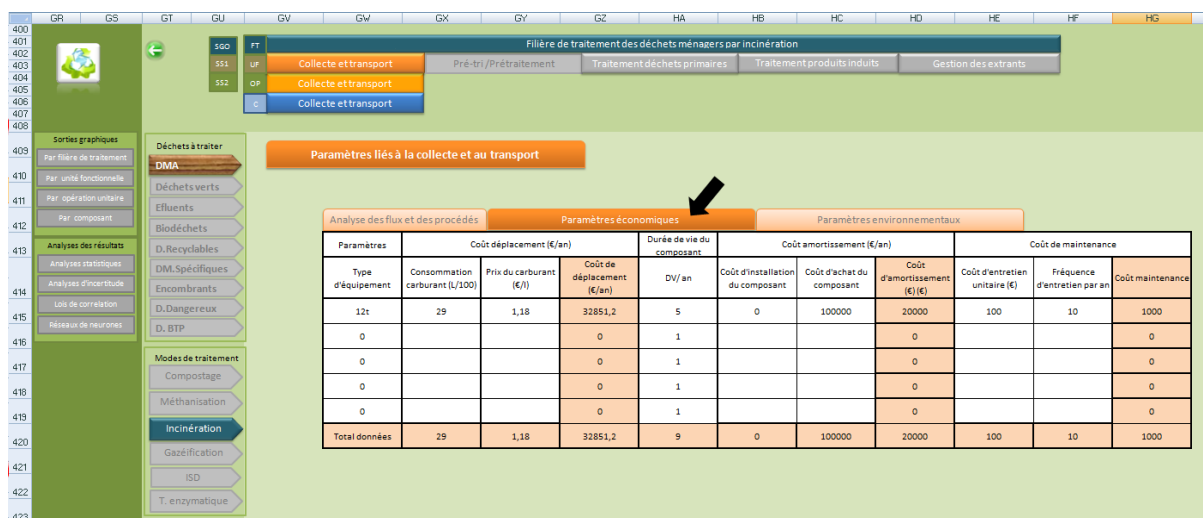 GR GS GT GU GV GW GX GY GZ HA HB HC HD HE HF HG
400
401
402
403
404
405
406
407
408
409
410
411
412
413
414
415
416
417
418
419
420
421
422
423
SGO FT Filière de traitement des déchets ménagers par incinération
SS1 UF Collecte et transport Pré-tri /Prétraitement Traitement déchets primaires Traitement produits induits Gestion des extrants
SS2 OP Collecte et transport
C Collecte et transport
Sorties graphiques
Par filière de traitement
Par unité fonctionnelle
Par opération unitaire
Par composant
Analyses des résultats
Analyses statistiques
Analyses d'incertitude
Lois de correlation
Réseaux de neurones
Déchets à traiter
DMA
Déchets verts
Effluents
Biodéchets
D.Recyclables
DM.Spécifiques
Encombrants
D.Dangereux
D. BTP
Modes de traitement
Compostage
Méthanisation
Incinération
Gazéification
ISD
T. enzymatique
Paramètres liés à la collecte et au transport
Analyse des flux et des procédés Paramètres économiques Paramètres environnementaux
Paramètres Coût déplacement (€/an) Durée de vie du composant Coût amortissement (€/an) Coût de maintenance
Type d'équipement Consommation carburant (L/100) Prix du carburant (€/l) Coût de déplacement (€/an) DV/ an Coût d'installation du composant Coût d'achat du composant Coût d'amortissement (€) (€) Coût d'entretien unitaire (€) Fréquence d'entretien par an Coût maintenance
12t 29 1,18 32851,2 5 0 100000 20000 100 10 1000
0 0 1 0 0
0 0 1 0 0
0 0 1 0 0
0 0 1 0 0
Total données 29 1,18 32851,2 9 0 100000 20000 100 10 1000